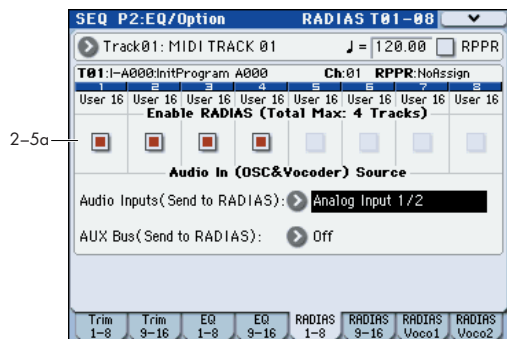 SEQ P2:EQ/Option RADIAS T01-08
Track01: MIDI TRACK 01 ♩= 120.00 RPPR
T01:I-A000:InitProgram A000 Ch:01 RPPR:NoAssign
1 2 3 4 5 6 7 8
User 16 User 16 User 16 User 16 User 16 User 16 User 16 User 16
Enable RADIAS (Total Max: 4 Tracks)
2–5a
Audio In (OSC&Vocoder) Source
Audio Inputs(Send to RADIAS): Analog Input 1/2
AUX Bus(Send to RADIAS): Off
Trim 1-8 Trim 9-16 EQ 1-8 EQ 9-16 RADIAS 1-8 RADIAS 9-16 RADIAS Voco1 RADIAS Voco2